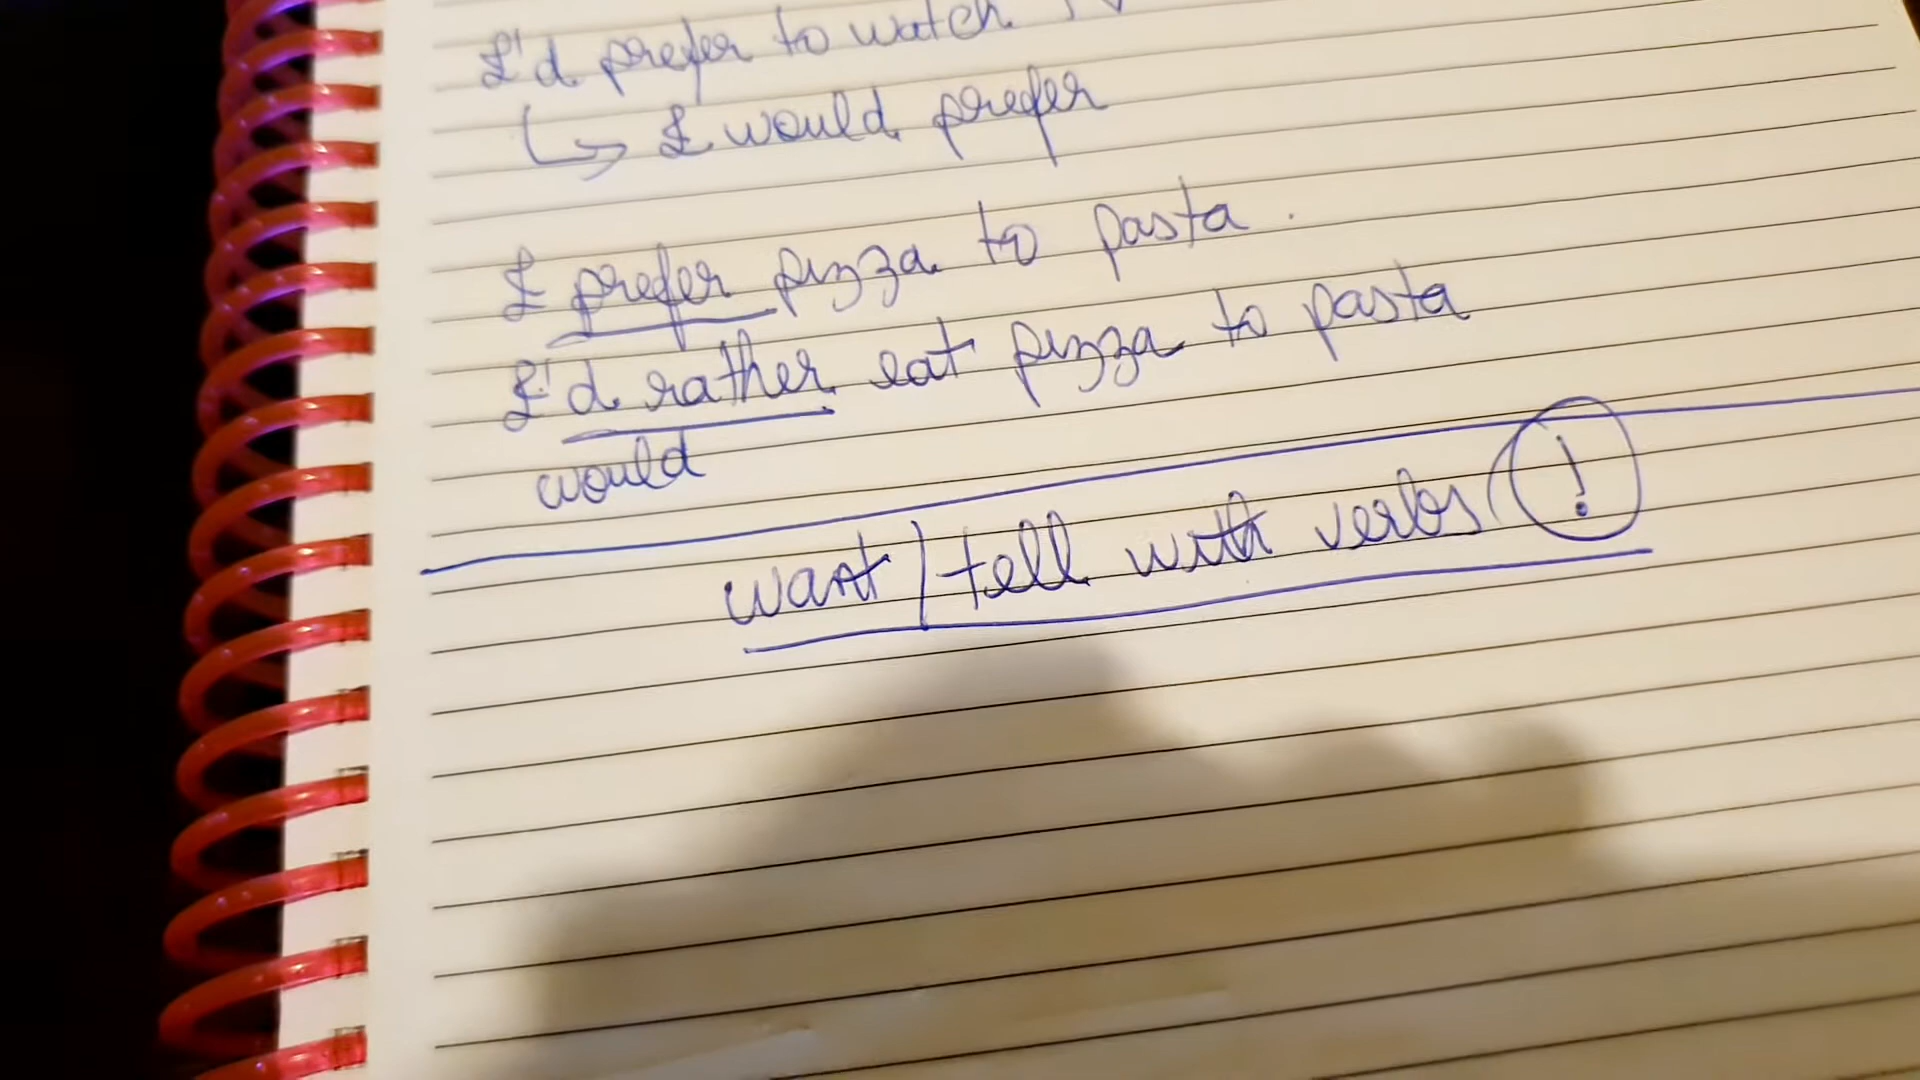 I'd prefer to watch TV
↳ I would prefer
I prefer pizza to pasta.
I'd rather eat pizza to pasta
would
want/tell with verbs !